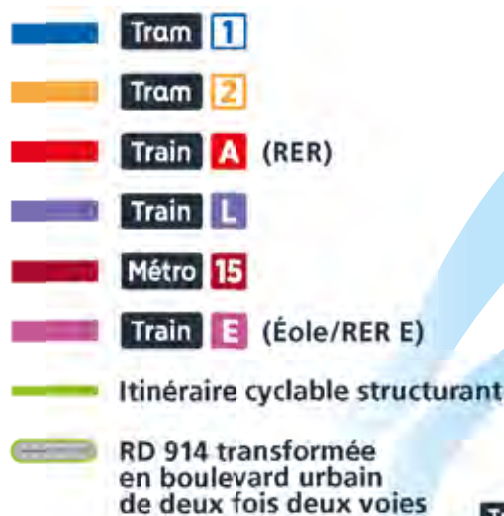 Tram 1
Tram 2
Train A (RER)
Train L
Métro 15
Train E (Éole/RER E)
Itinéraire cyclable structurant
RD 914 transformée
en boulevard urbain
de deux fois deux voies